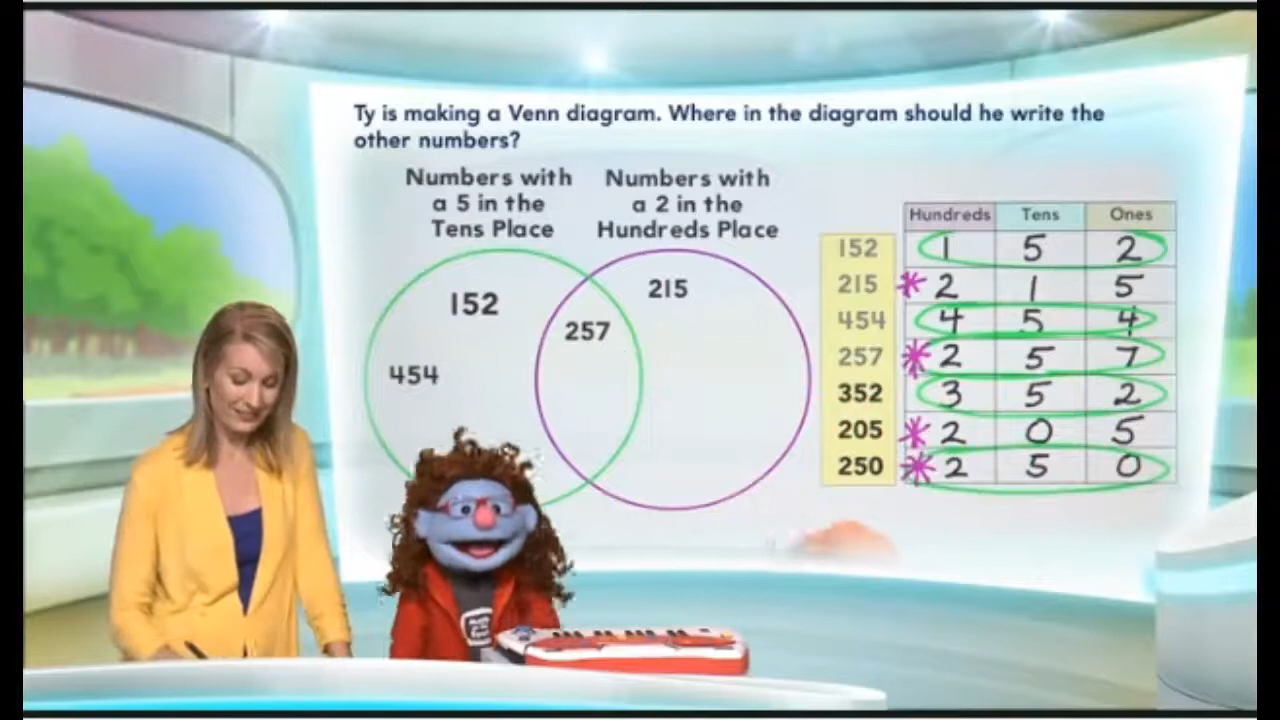 Ty is making a Venn diagram. Where in the diagram should he write the
other numbers?
Numbers with
a 5 in the
Tens Place
Numbers with
a 2 in the
Hundreds Place
152
454
257
215
Hundreds Tens Ones
152 1 5 2
215 * 2 1 5
454 4 5 4
257 * 2 5 7
352 3 5 2
205 * 2 0 5
250 * 2 5 0